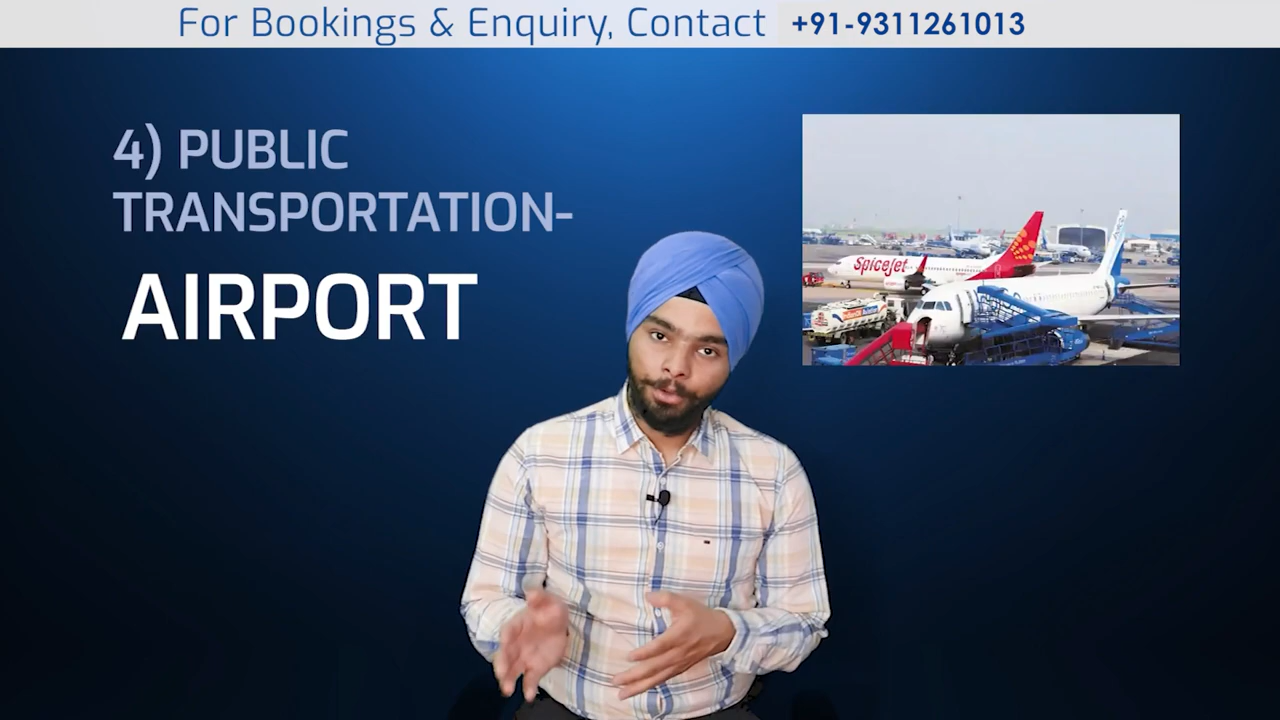 For Bookings & Enquiry, Contact +91-9311261013
4) PUBLIC
TRANSPORTATION-
AIRPORT
SpiceJet